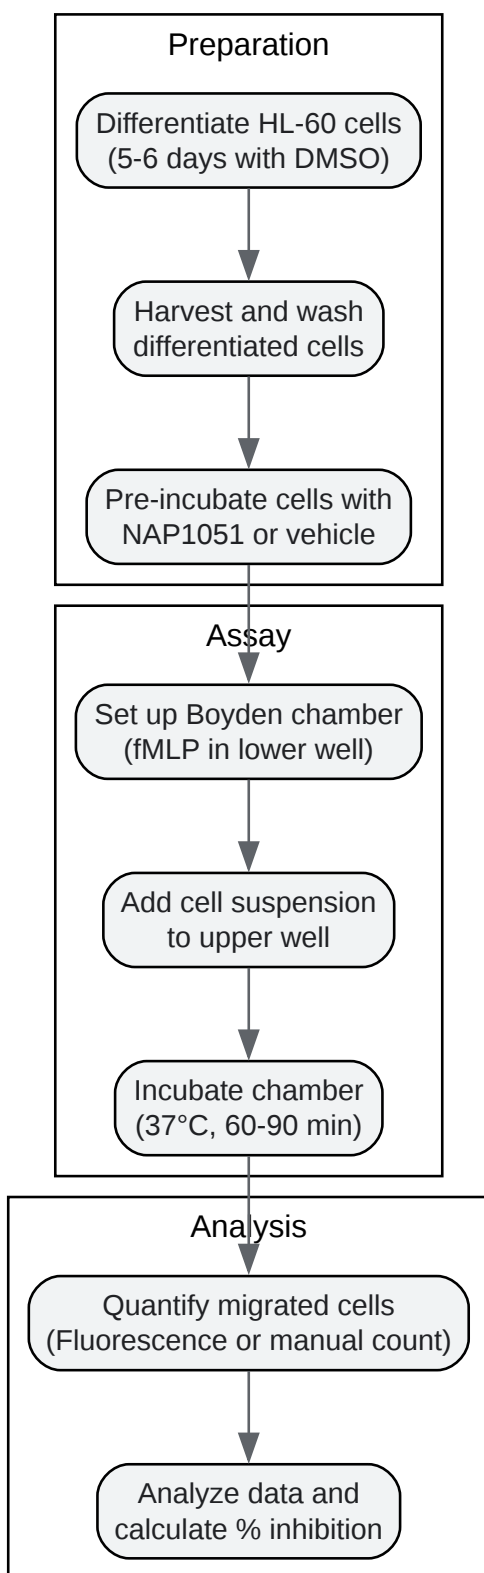 Preparation
Differentiate HL-60 cells
(5-6 days with DMSO)
Harvest and wash
differentiated cells
Pre-incubate cells with
NAP1051 or vehicle
Assay
Set up Boyden chamber
(fMLP in lower well)
Add cell suspension
to upper well
Incubate chamber
(37°C, 60-90 min)
Analysis
Quantify migrated cells
(Fluorescence or manual count)
Analyze data and
calculate % inhibition